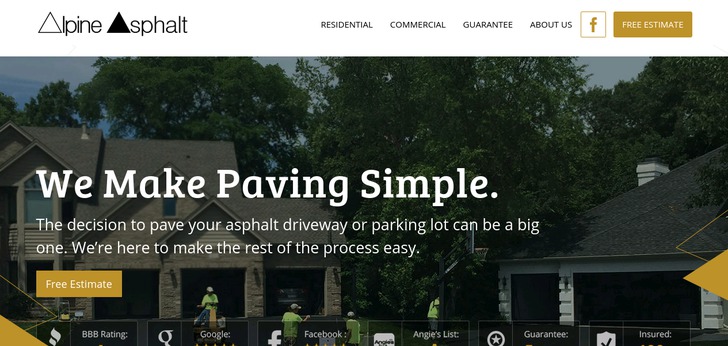 Alpine Asphalt
RESIDENTIAL COMMERCIAL GUARANTEE ABOUT US FREE ESTIMATE
We Make Paving Simple.
The decision to pave your asphalt driveway or parking lot can be a big
one. We’re here to make the rest of the process easy.
Free Estimate
BBB Rating: Google: Facebook : Angie's List: Guarantee: Insured: